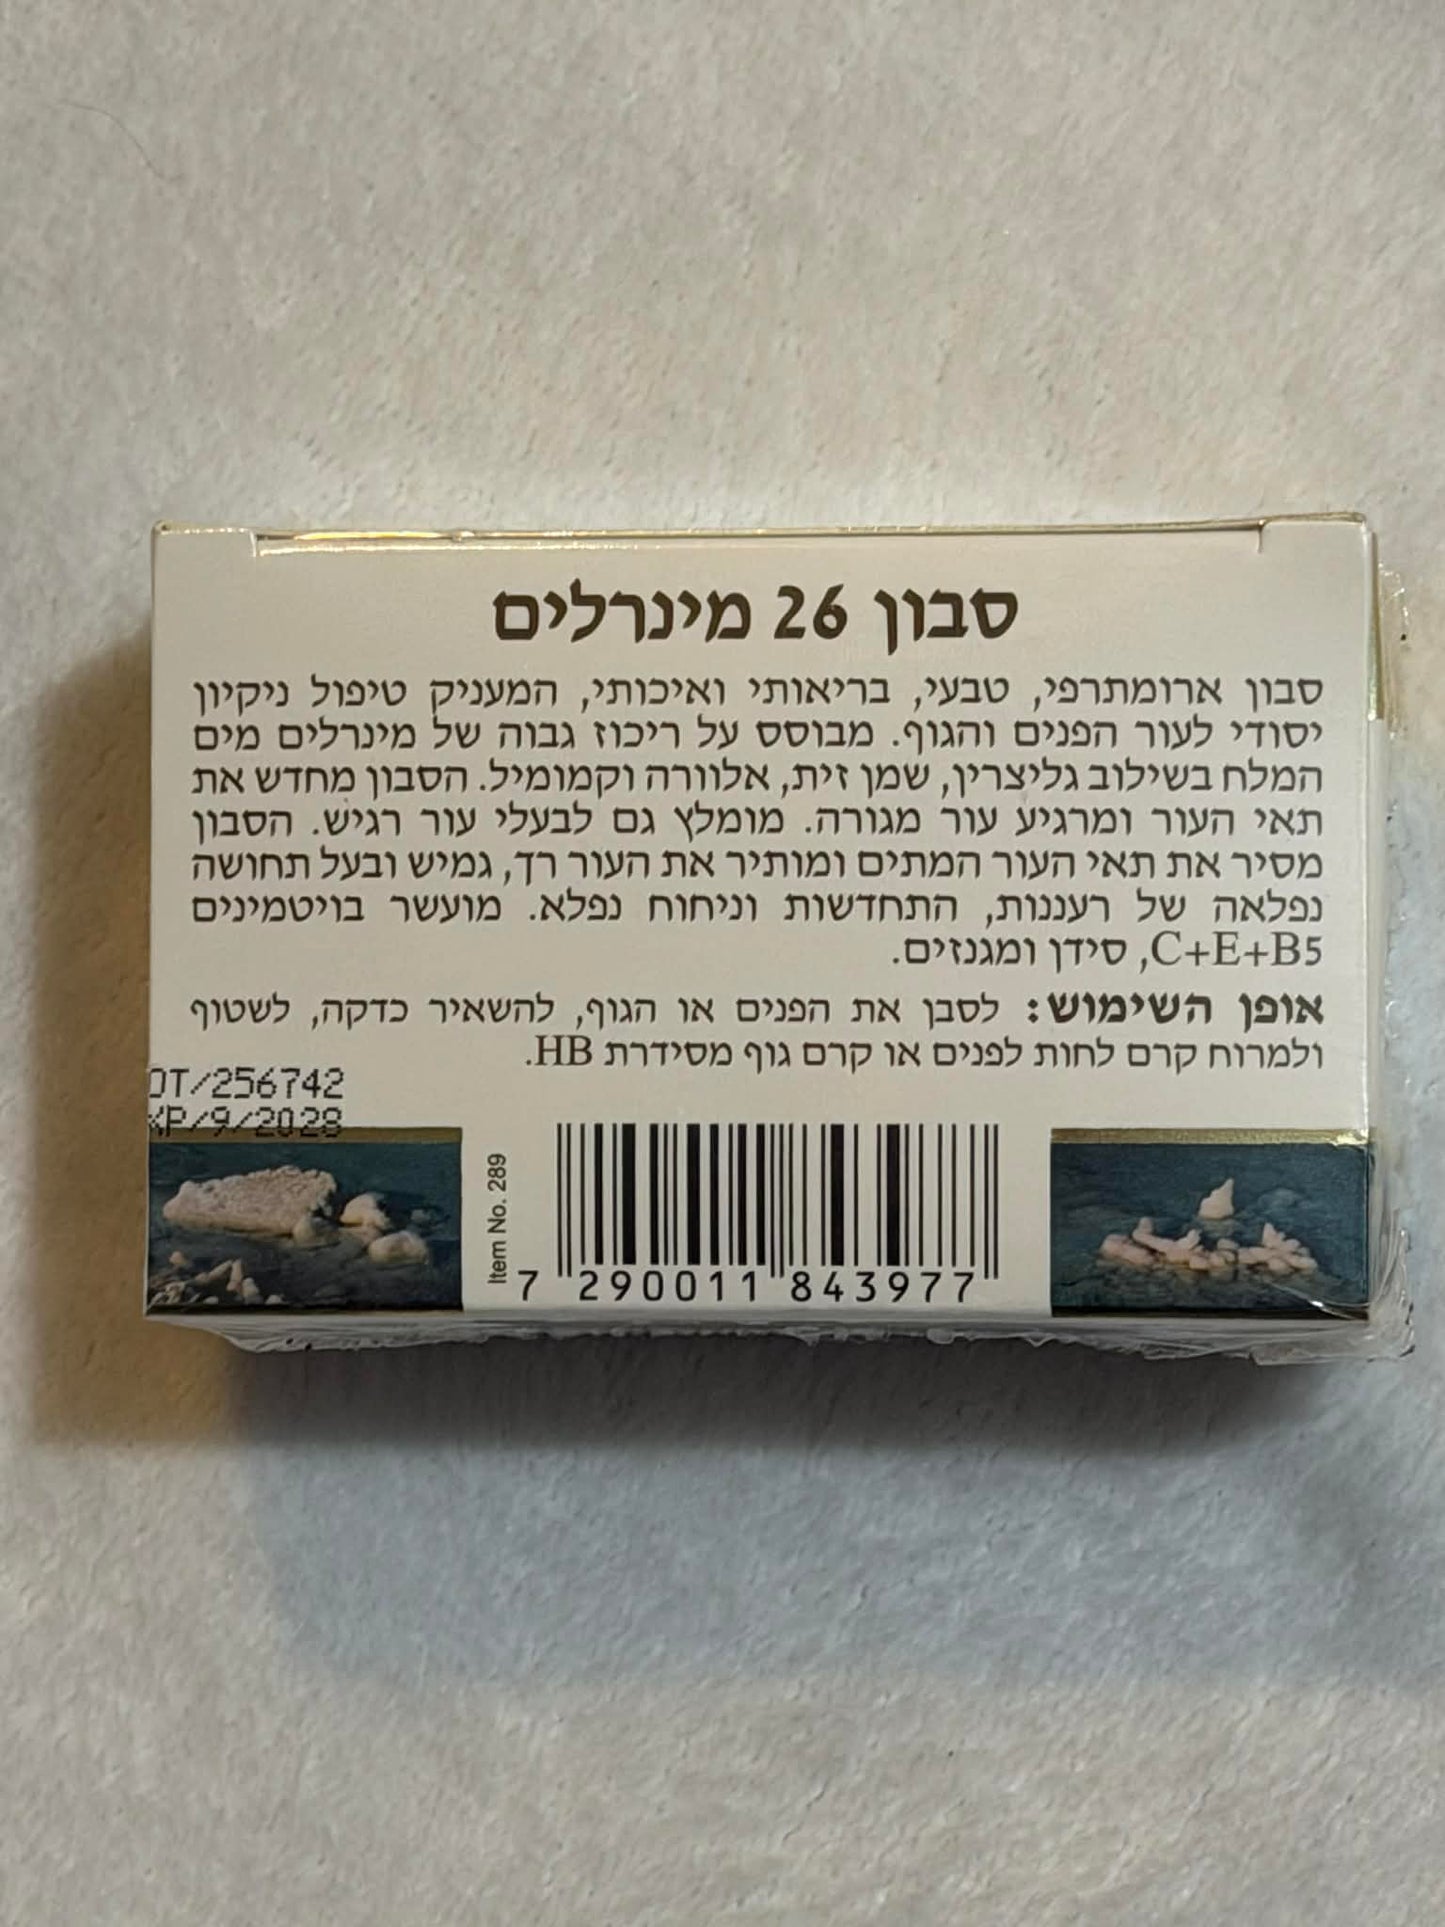 סבון 26 מינרלים
סבון ארומתרפי, טבעי, בריאותי ואיכותי, המעניק טיפול ניקיון
יסודי לעור הפנים והגוף. מבוסס על ריכוז גבוה של מינרלים מים
המלח בשילוב גליצרין, שמן זית, אלוורה וקמומיל. הסבון מחדש את
תאי העור ומרגיע עור מגורה. מומלץ גם לבעלי עור רגיש. הסבון
מסיר את תאי העור המתים ומותיר את העור רך, גמיש ובעל תחושה
נפלאה של רעננות, התחדשות וניחוח נפלא. מועשר בויטמינים
C+E+B5, סידן ומגנזים.
אופן השימוש: לסבן את הפנים או הגוף, להשאיר כדקה, לשטוף
ולמרוח קרם לחות לפנים או קרם גוף מסידרת HB.
OT/256742
XP/9/2028
Item No. 289
7 290011 843977